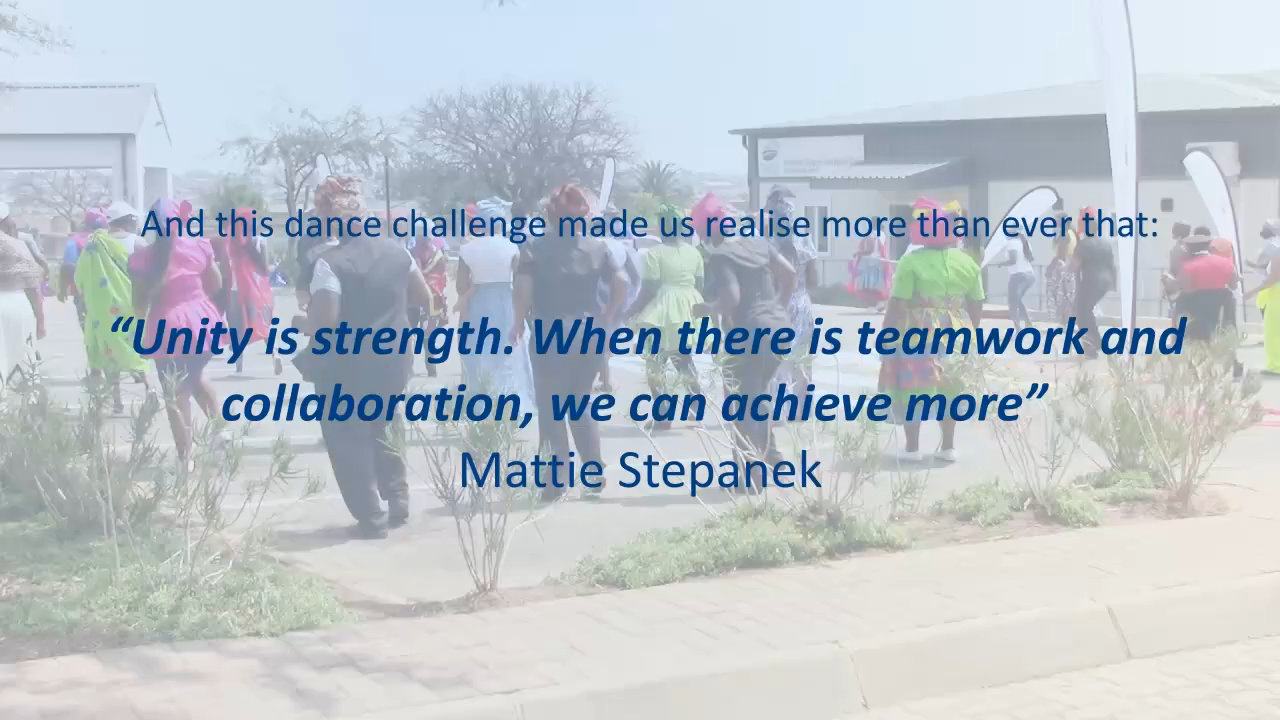 And this dance challenge made us realise more than ever that:
“Unity is strength. When there is teamwork and
collaboration, we can achieve more”
Mattie Stepanek